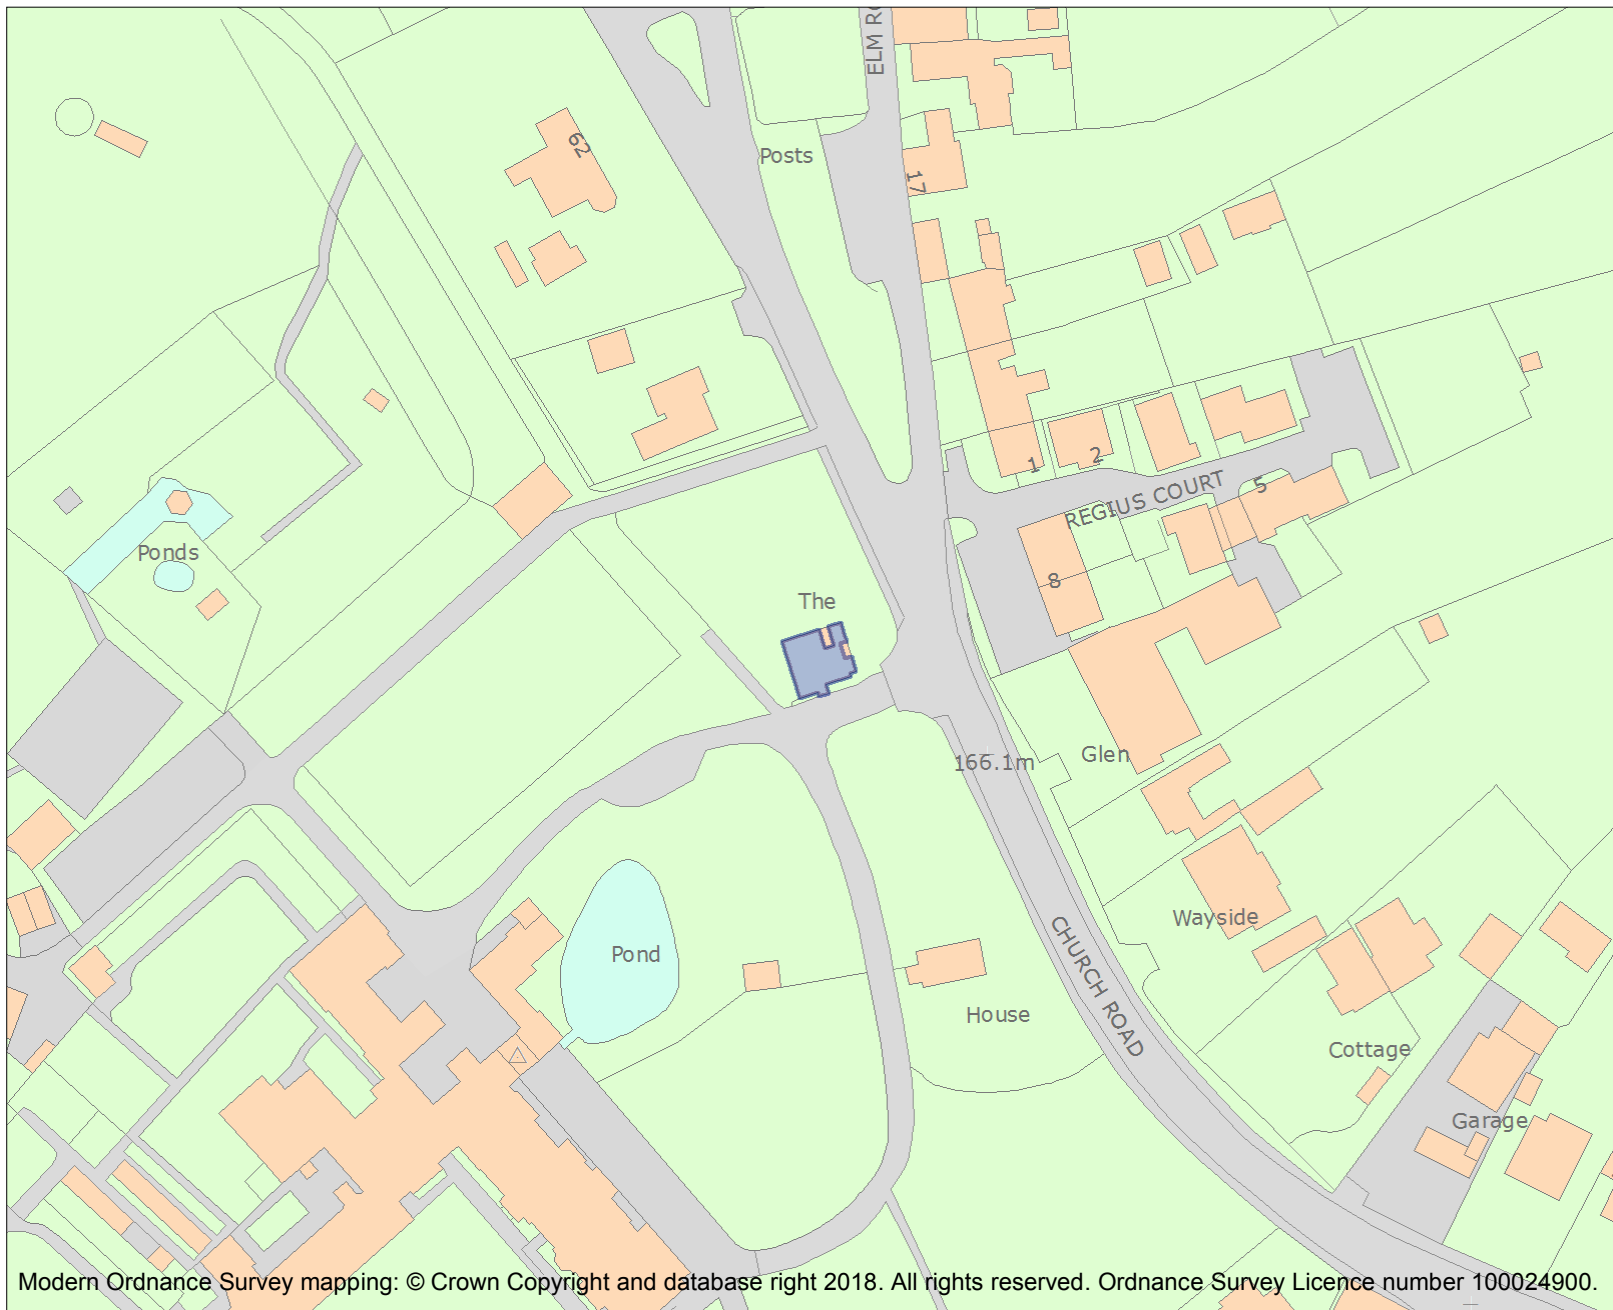 ELM RO
62
Posts
17
1
2
REGIUS COURT
5
Ponds
8
The
166.1m
Glen
Wayside
Pond
CHURCH ROAD
House
Cottage
Garage
Modern Ordnance Survey mapping: © Crown Copyright and database right 2018. All rights reserved. Ordnance Survey Licence number 100024900.